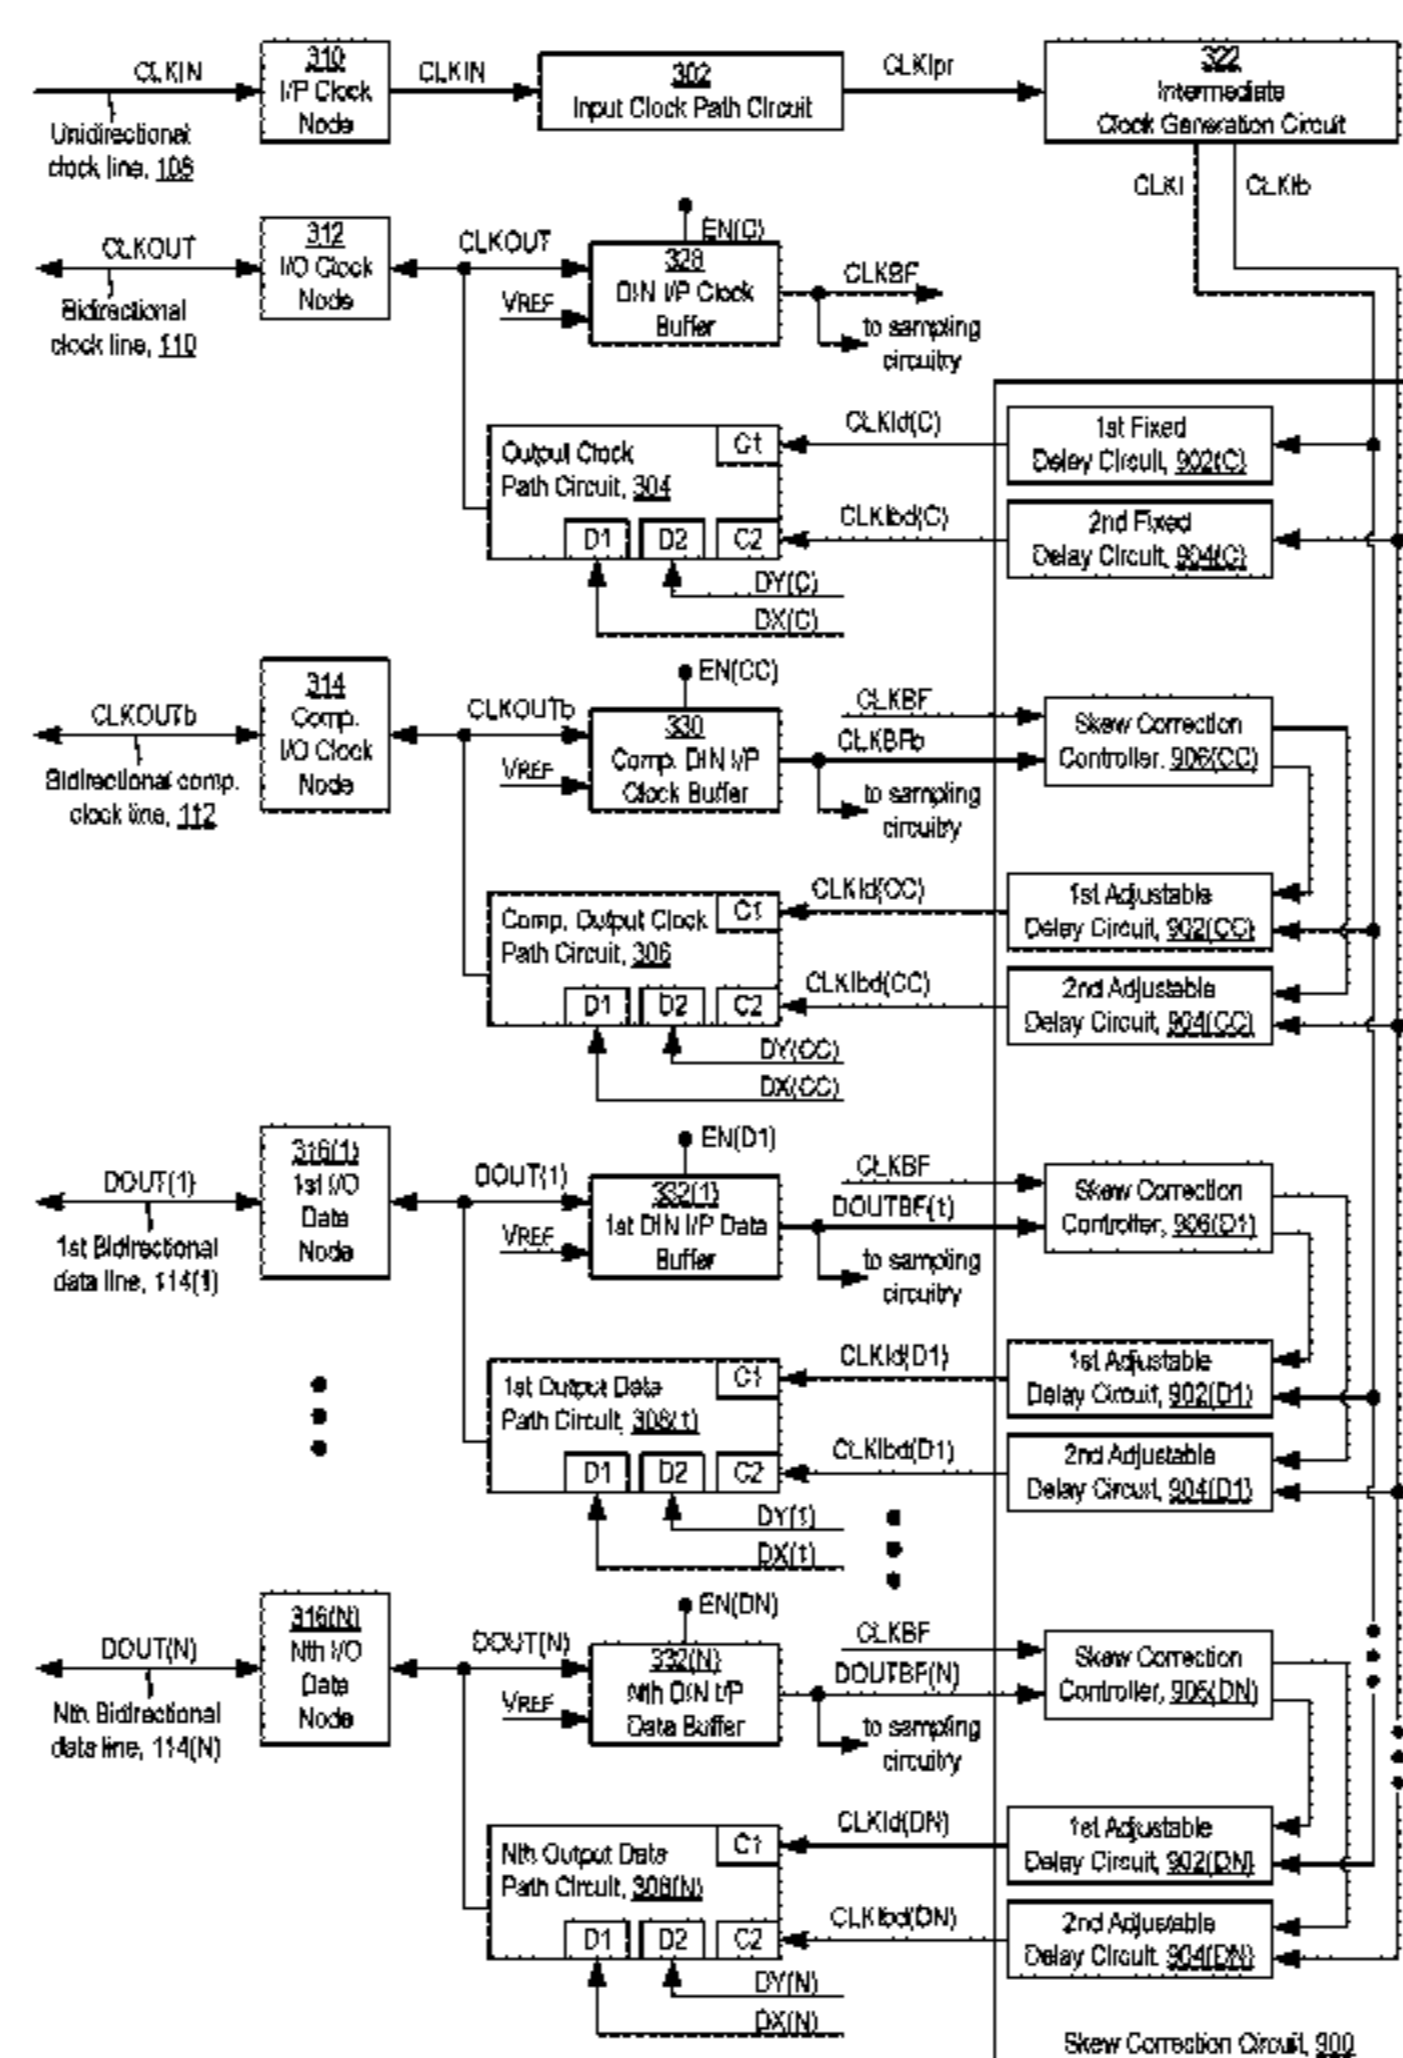 CLKIN
310
I/P Clock
Node
CLKIN
302
Input Clock Path Circuit
CLKIpr
322
Intermediate
Clock Generation Circuit
Unidirectional
clock line, 108
CLKI
CLKIb
CLKOUT
312
I/O Clock
Node
CLKOUT
EN(C)
328
DIN I/P Clock
Buffer
VREF
CLKBF
to sampling
circuitry
Bidirectional
clock line, 110
Output Clock
Path Circuit, 304
C1
D1
D2
C2
CLKId(C)
1st Fixed
Delay Circuit, 902(C)
CLKIbd(C)
2nd Fixed
Delay Circuit, 904(C)
DY(C)
DX(C)
CLKOUTb
314
Comp.
I/O Clock
Node
CLKOUTb
EN(CC)
330
Comp. DIN I/P
Clock Buffer
VREF
CLKBF
CLKBFb
Skew Correction
Controller, 906(CC)
to sampling
circuitry
Bidirectional comp.
clock line, 112
Comp. Output Clock
Path Circuit, 306
C1
D1
D2
C2
CLKId(CC)
1st Adjustable
Delay Circuit, 902(CC)
CLKIbd(CC)
2nd Adjustable
Delay Circuit, 904(CC)
DY(CC)
DX(CC)
DOUT(1)
316(1)
1st I/O
Data
Node
DOUT(1)
EN(D1)
332(1)
1st DIN I/P Data
Buffer
VREF
CLKBF
DOUTBF(1)
Skew Correction
Controller, 906(D1)
to sampling
circuitry
1st Bidirectional
data line, 114(1)
1st Output Data
Path Circuit, 308(1)
C1
D1
D2
C2
CLKId(D1)
1st Adjustable
Delay Circuit, 902(D1)
CLKIbd(D1)
2nd Adjustable
Delay Circuit, 904(D1)
DY(1)
DX(1)
DOUT(N)
316(N)
Nth I/O
Data
Node
DOUT(N)
EN(DN)
332(N)
Nth DIN I/P
Data Buffer
VREF
CLKBF
DOUTBF(N)
Skew Correction
Controller, 906(DN)
to sampling
circuitry
Nth Bidirectional
data line, 114(N)
Nth Output Data
Path Circuit, 308(N)
C1
D1
D2
C2
CLKId(DN)
1st Adjustable
Delay Circuit, 902(DN)
CLKIbd(DN)
2nd Adjustable
Delay Circuit, 904(DN)
DY(N)
DX(N)
Skew Correction Circuit, 900